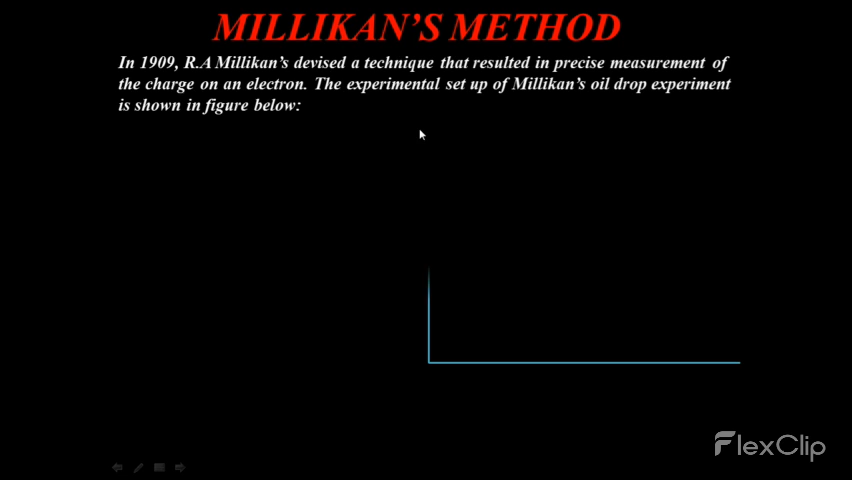 MILLIKAN'S METHOD
In 1909, R.A Millikan's devised a technique that resulted in precise measurement of
the charge on an electron. The experimental set up of Millikan's oil drop experiment
is shown in figure below:
FlexClip